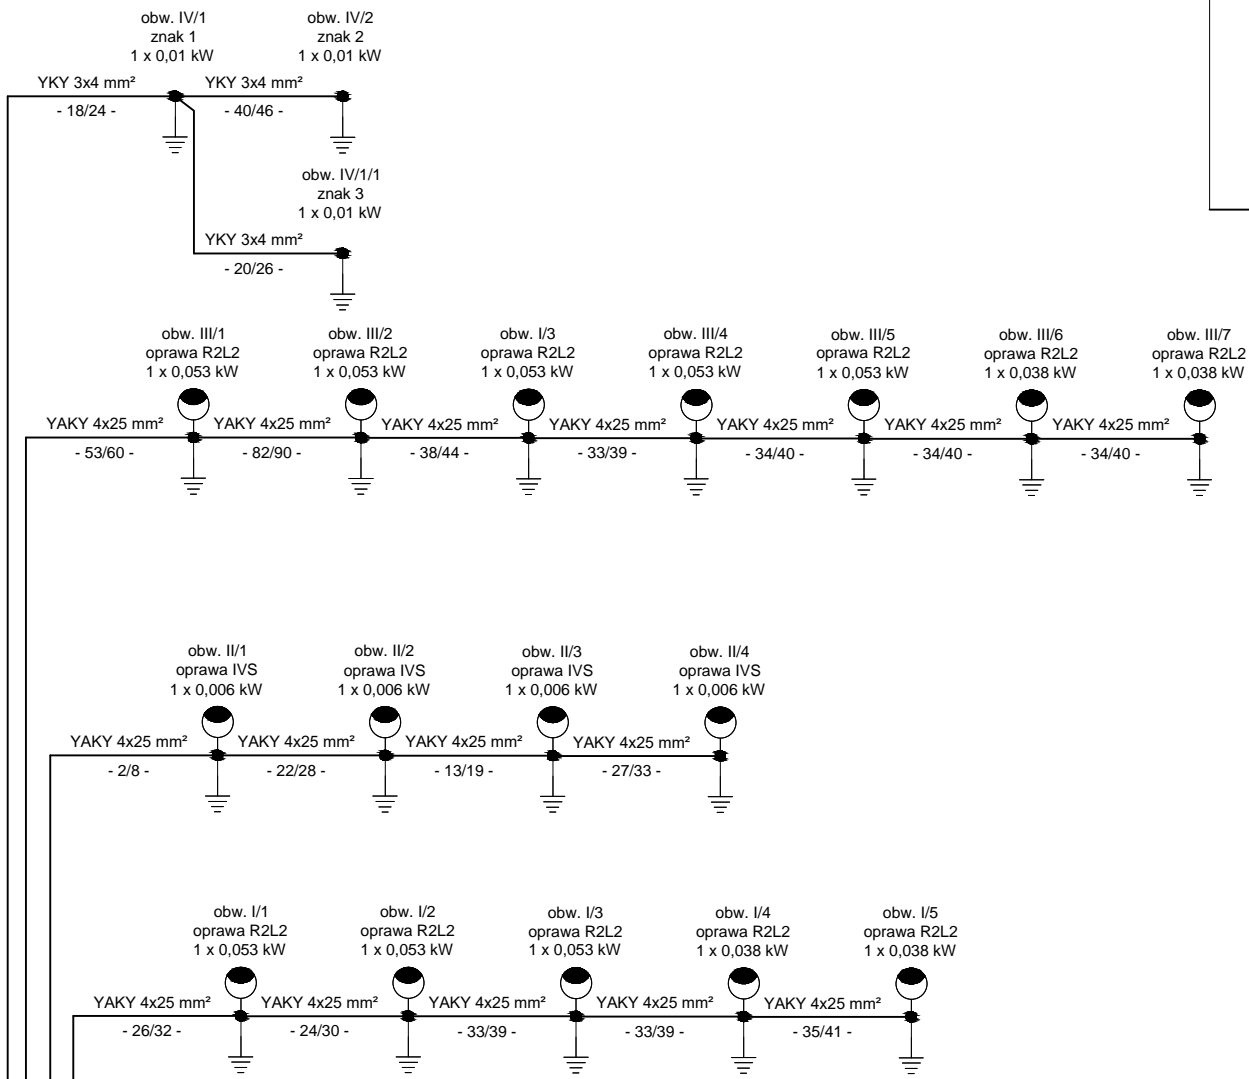 obw. IV/1
znak 1
1 x 0,01 kW
obw. IV/2
znak 2
1 x 0,01 kW
YKY 3x4 mm²
- 18/24 -
YKY 3x4 mm²
- 40/46 -
obw. IV/1/1
znak 3
1 x 0,01 kW
YKY 3x4 mm²
- 20/26 -
obw. III/1
oprawa R2L2
1 x 0,053 kW
obw. III/2
oprawa R2L2
1 x 0,053 kW
obw. I/3
oprawa R2L2
1 x 0,053 kW
obw. III/4
oprawa R2L2
1 x 0,053 kW
obw. III/5
oprawa R2L2
1 x 0,053 kW
obw. III/6
oprawa R2L2
1 x 0,038 kW
obw. III/7
oprawa R2L2
1 x 0,038 kW
YAKY 4x25 mm²
- 53/60 -
YAKY 4x25 mm²
- 82/90 -
YAKY 4x25 mm²
- 38/44 -
YAKY 4x25 mm²
- 33/39 -
YAKY 4x25 mm²
- 34/40 -
YAKY 4x25 mm²
- 34/40 -
YAKY 4x25 mm²
- 34/40 -
obw. II/1
oprawa IVS
1 x 0,006 kW
obw. II/2
oprawa IVS
1 x 0,006 kW
obw. II/3
oprawa IVS
1 x 0,006 kW
obw. II/4
oprawa IVS
1 x 0,006 kW
YAKY 4x25 mm²
- 2/8 -
YAKY 4x25 mm²
- 22/28 -
YAKY 4x25 mm²
- 13/19 -
YAKY 4x25 mm²
- 27/33 -
obw. I/1
oprawa R2L2
1 x 0,053 kW
obw. I/2
oprawa R2L2
1 x 0,053 kW
obw. I/3
oprawa R2L2
1 x 0,053 kW
obw. I/4
oprawa R2L2
1 x 0,038 kW
obw. I/5
oprawa R2L2
1 x 0,038 kW
YAKY 4x25 mm²
- 26/32 -
YAKY 4x25 mm²
- 24/30 -
YAKY 4x25 mm²
- 33/39 -
YAKY 4x25 mm²
- 33/39 -
YAKY 4x25 mm²
- 35/41 -